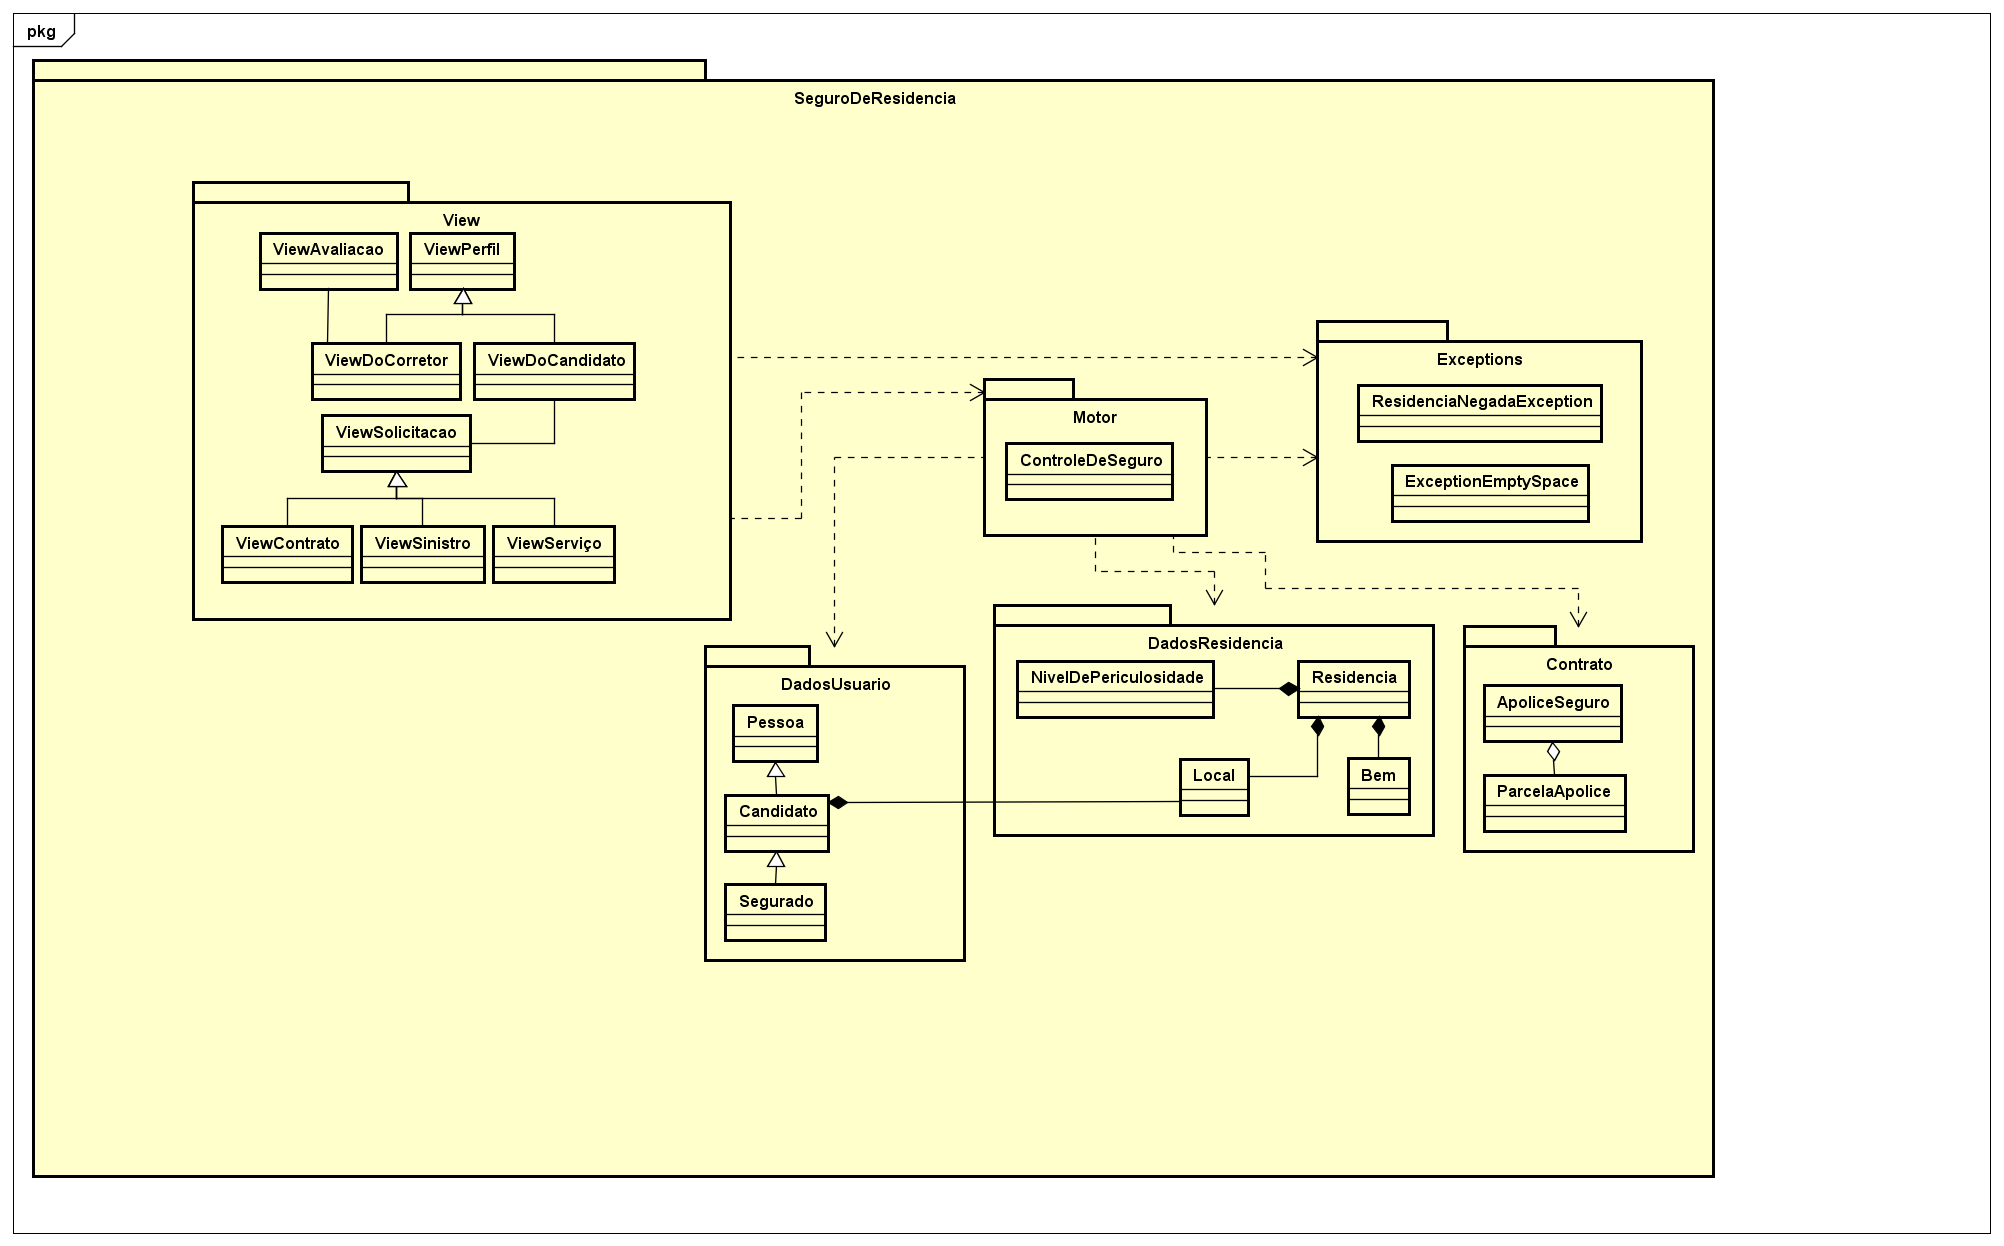 pkg
SeguroDeResidencia
View
ViewAvaliacao
ViewPerfil
ViewDoCorretor
ViewDoCandidato
ViewSolicitacao
ViewContrato
ViewSinistro
ViewServiço
Motor
ControleDeSeguro
Exceptions
ResidenciaNegadaException
ExceptionEmptySpace
DadosUsuario
Pessoa
Candidato
Segurado
DadosResidencia
NivelDePericulosidade
Residencia
Local
Bem
Contrato
ApoliceSeguro
ParcelaApolice